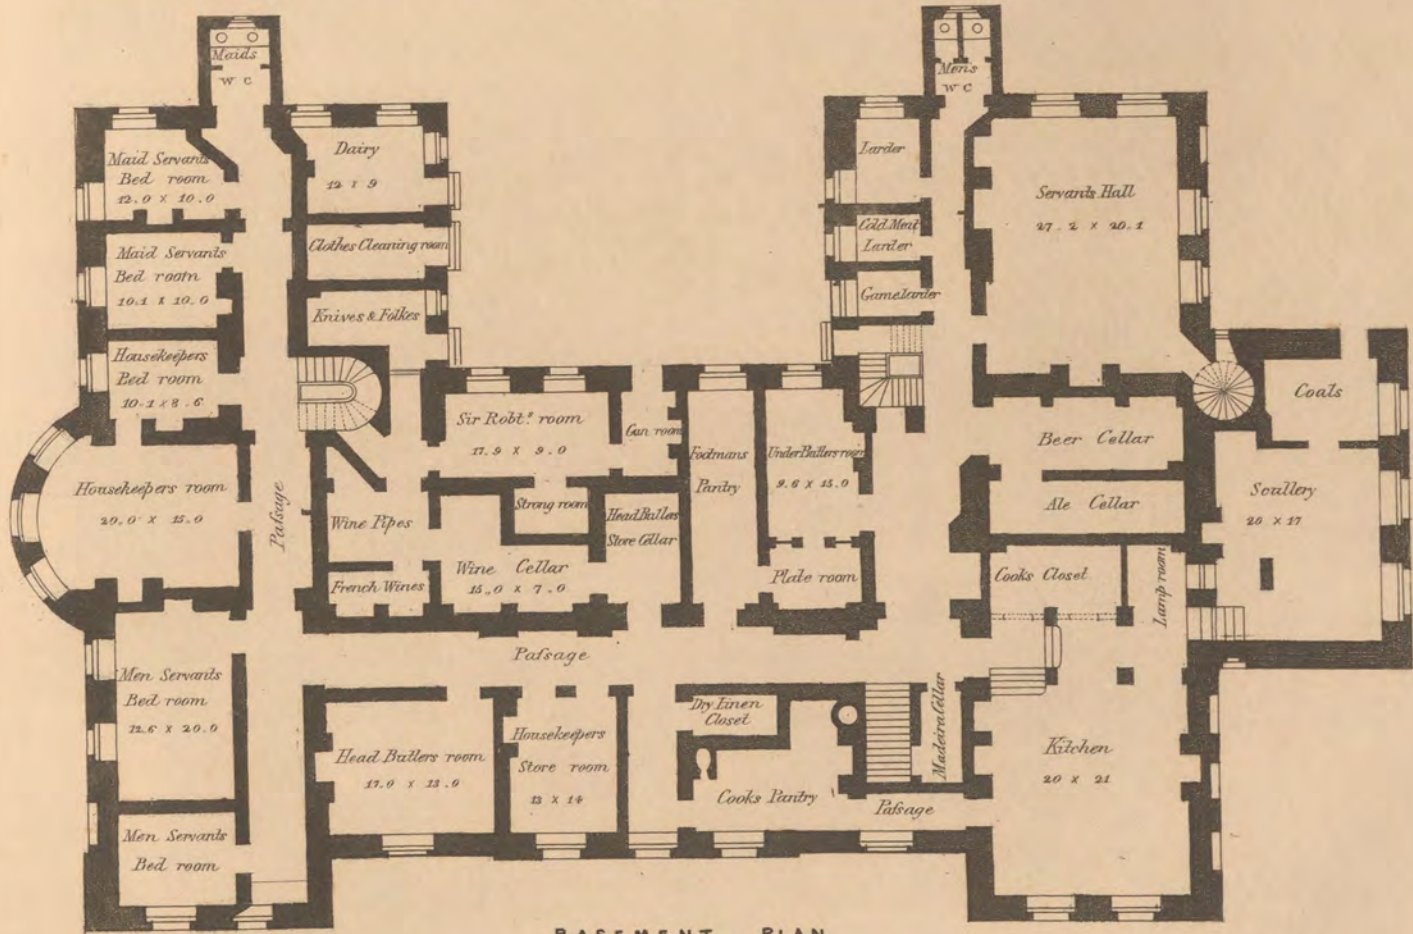 Maids
W C
Maid Servants
Bed room
12.0 x 10.0
Dairy
12 x 9
Maid Servants
Bed room
10.1 x 10.0
Clothes Cleaning room
Knives & Folkes
Housekeepers
Bed room
10.1 x 8.6
Housekeepers room
20.0 x 15.0
Passage
Wine Pipes
French Wines
Men Servants
Bed room
12.6 x 20.0
Men Servants
Bed room
Sir Robts. room
17.9 x 9.0
Gun room
Strong room
Wine Cellar
15.0 x 7.0
Head Butlers
Store Cellar
Footmans
Pantry
Under Butlers room
9.6 x 15.0
Plate room
Passage
Head Butlers room
17.0 x 13.0
Housekeepers
Store room
13 x 14
Dry Linen
Closet
Cooks Pantry
Passage
Madeira Cellar
Men's
W C
Larder
Cold Meat
Larder
Game larder
Servants Hall
27.2 x 20.1
Beer Cellar
Ale Cellar
Coals
Scullery
20 x 17
Cooks Closet
Lamp room
Kitchen
20 x 21
BASEMENT PLAN